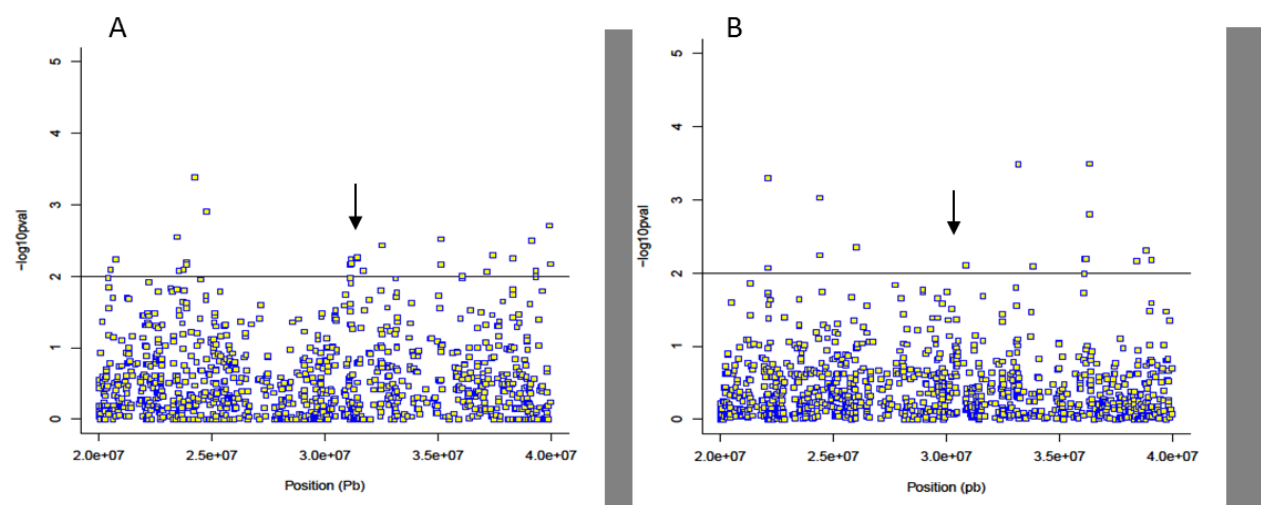 A
B
5
4
3
2
1
0
-log10pval
2.0e+07
2.5e+07
3.0e+07
3.5e+07
4.0e+07
Position (Pb)
5
4
3
2
1
0
-log10pval
2.0e+07
2.5e+07
3.0e+07
3.5e+07
4.0e+07
Position (pb)